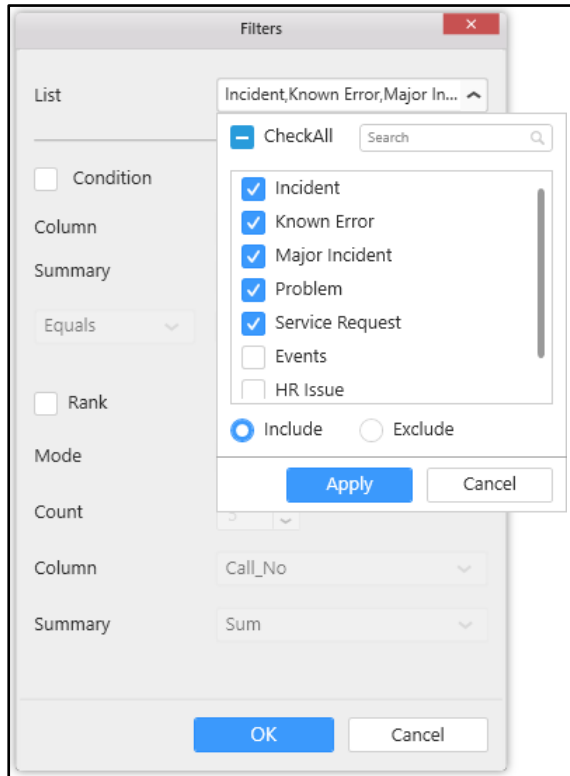 Filters
List
Incident,Known Error,Major In...
CheckAll
Search
Incident
Known Error
Major Incident
Problem
Service Request
Events
HR Issue
Include
Exclude
Apply
Cancel
Condition
Column
Summary
Equals
Rank
Mode
Count
Column
Call_No
Summary
Sum
OK
Cancel